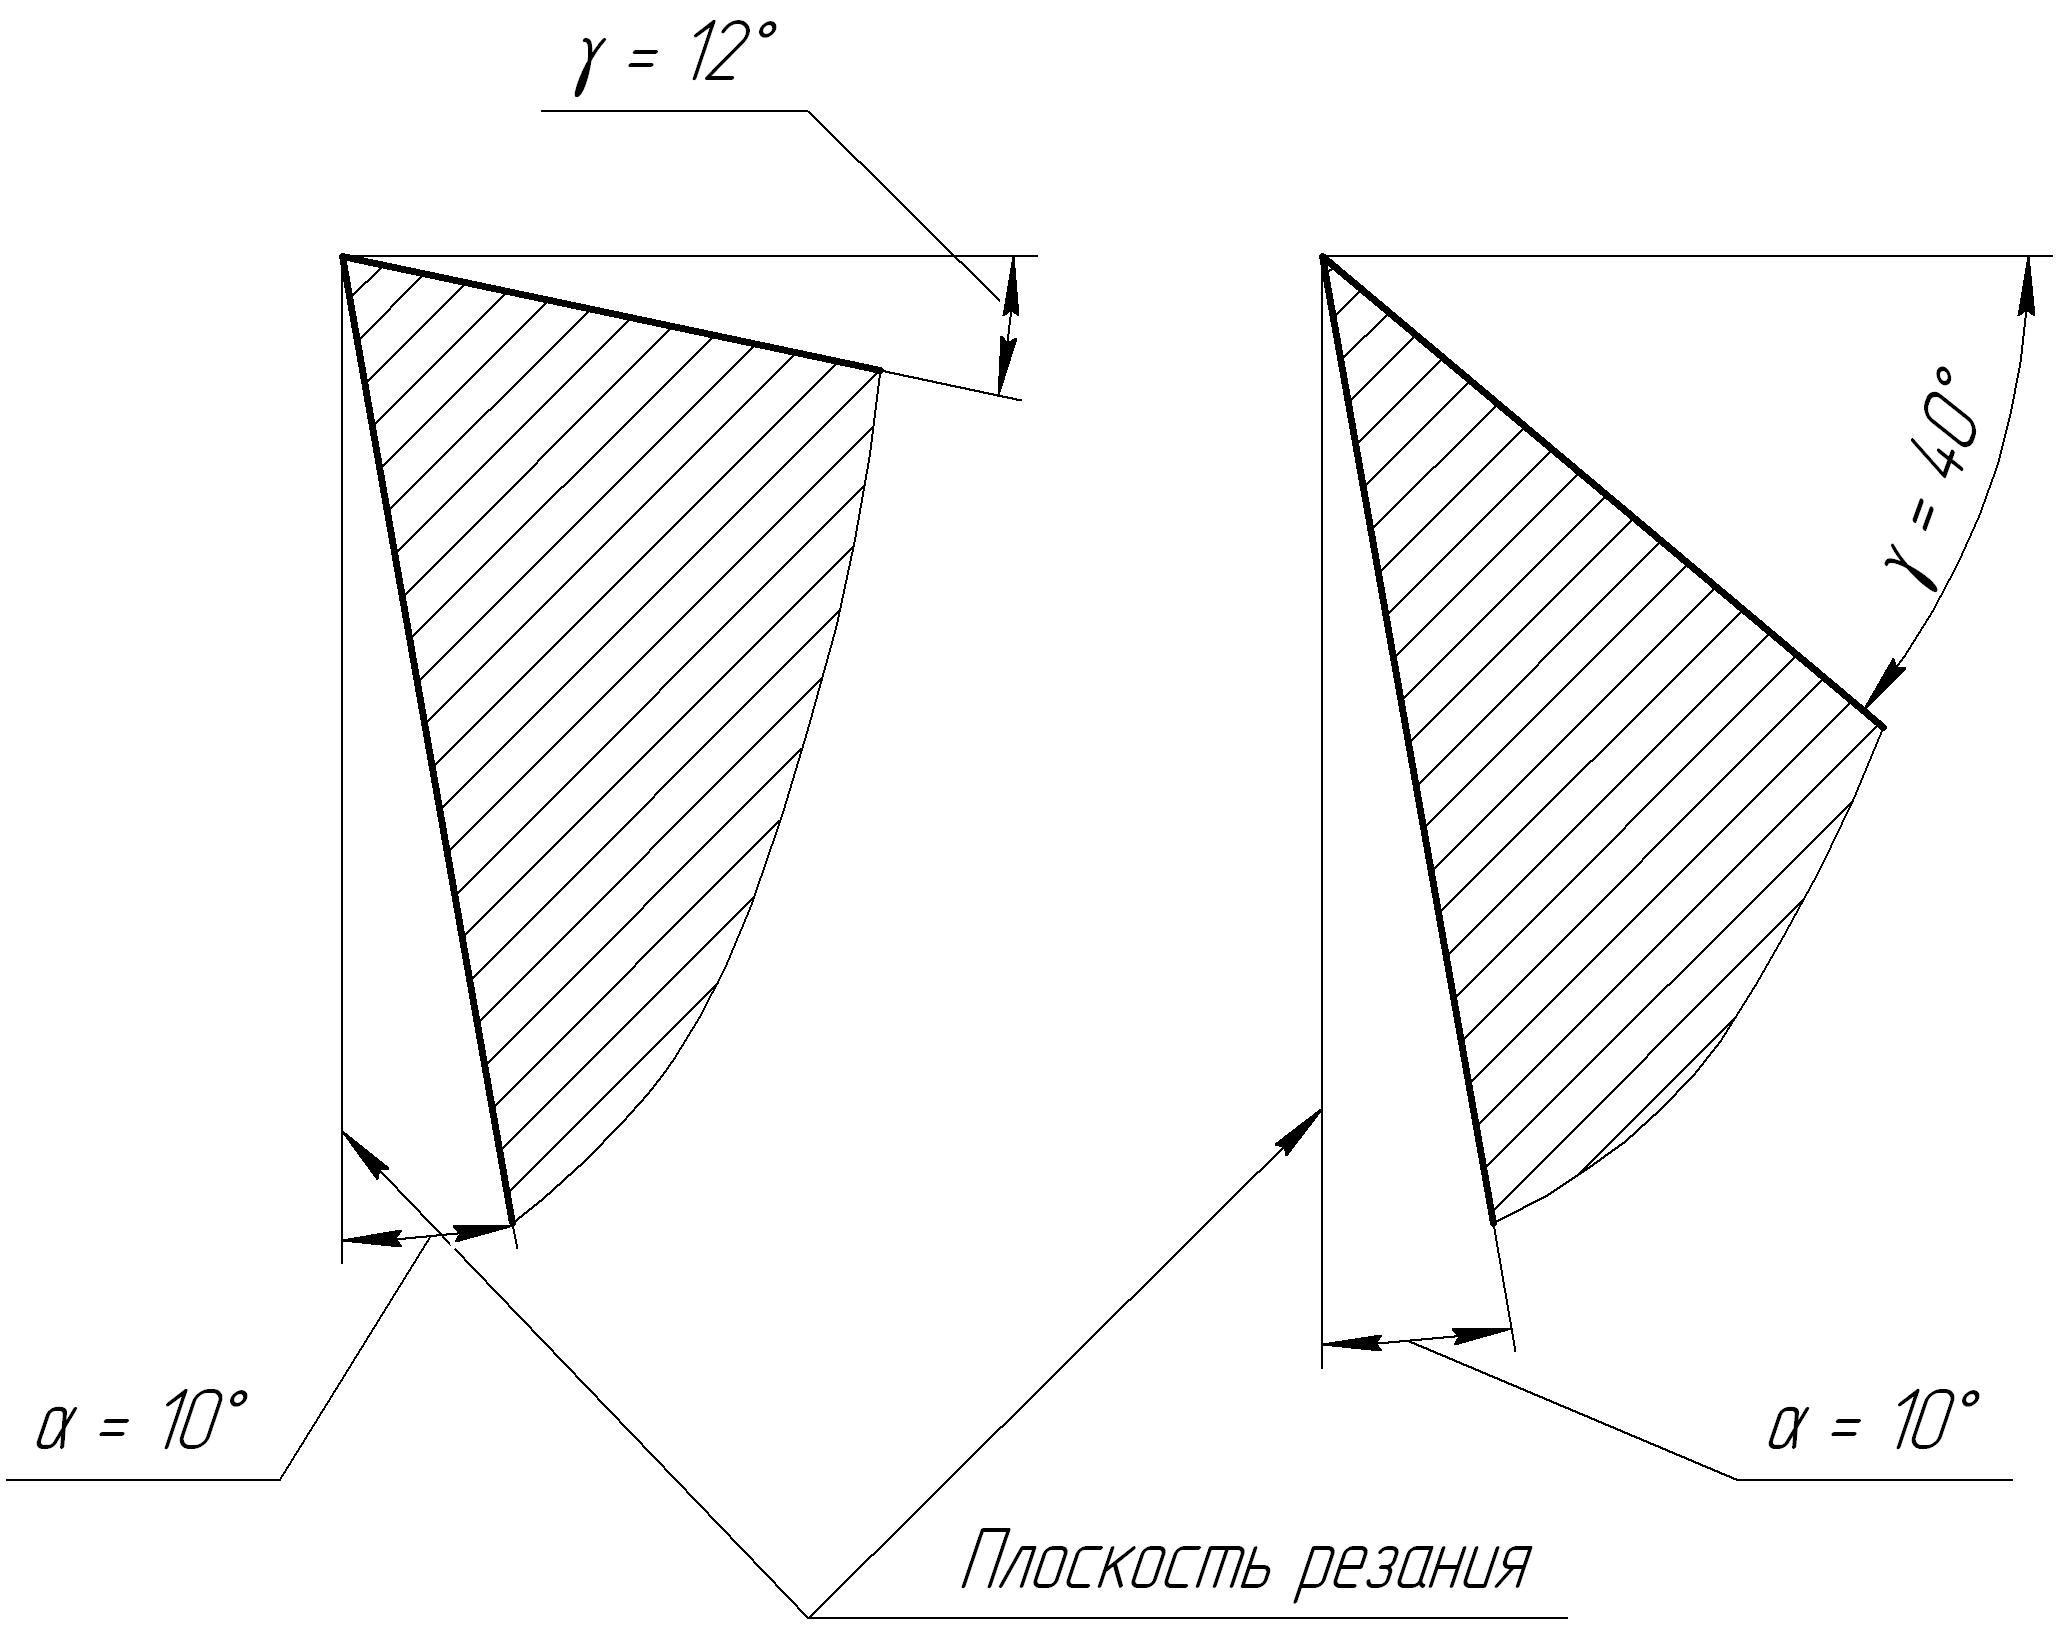 γ = 12°
γ = 40°
α = 10°
α = 10°
Плоскость резания